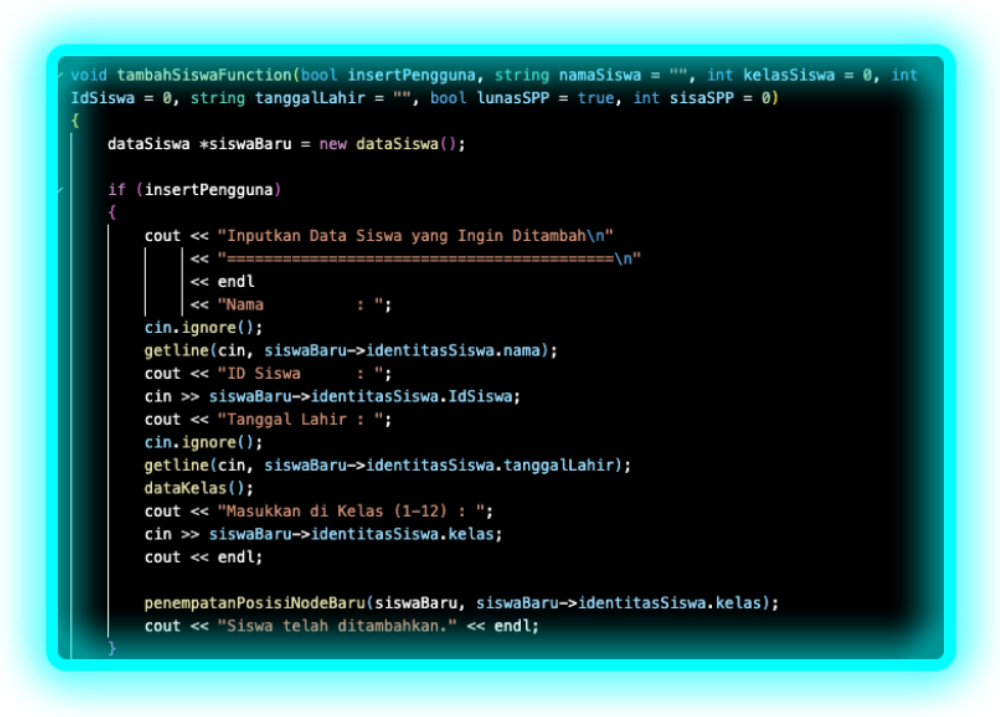 void tambahSiswaFunction(bool insertPengguna, string namaSiswa = "", int kelasSiswa = 0, int
IdSiswa = 0, string tanggalLahir = "", bool lunasSPP = true, int sisaSPP = 0)
{
    dataSiswa *siswaBaru = new dataSiswa();

    if (insertPengguna)
    {
        cout << "Inputkan Data Siswa yang Ingin Ditambah\n"
             << "==========================================\n"
             << endl
             << "Nama          : ";
        cin.ignore();
        getline(cin, siswaBaru->identitasSiswa.nama);
        cout << "ID Siswa      : ";
        cin >> siswaBaru->identitasSiswa.IdSiswa;
        cout << "Tanggal Lahir : ";
        cin.ignore();
        getline(cin, siswaBaru->identitasSiswa.tanggalLahir);
        dataKelas();
        cout << "Masukkan di Kelas (1-12) : ";
        cin >> siswaBaru->identitasSiswa.kelas;
        cout << endl;

        penempatanPosisiNodeBaru(siswaBaru, siswaBaru->identitasSiswa.kelas);
        cout << "Siswa telah ditambahkan." << endl;
    }